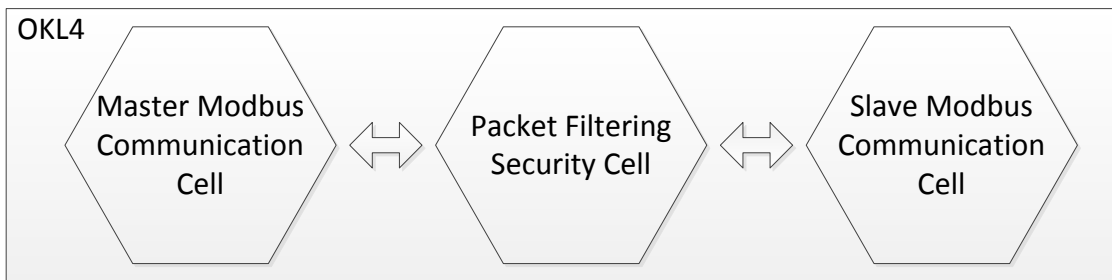 OKL4
Master Modbus
Communication
Cell
Packet Filtering
Security Cell
Slave Modbus
Communication
Cell